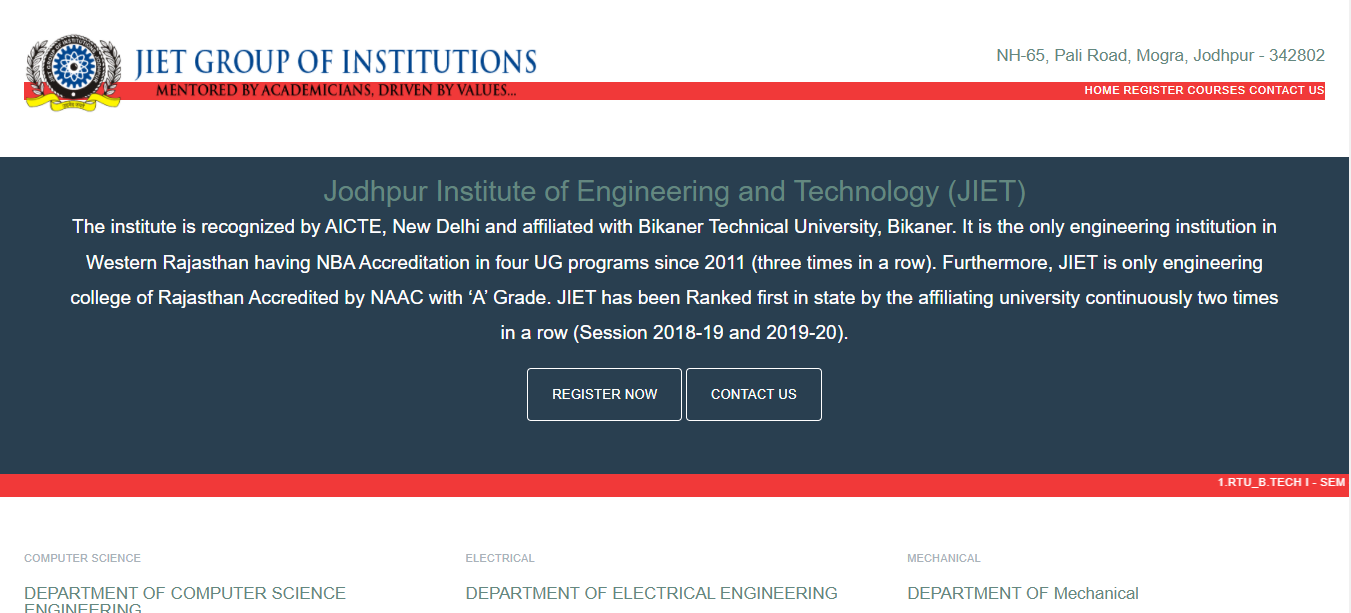 JIET GROUP OF INSTITUTIONS
MENTORED BY ACADEMICIANS, DRIVEN BY VALUES...
NH-65, Pali Road, Mogra, Jodhpur - 342802
HOME REGISTER COURSES CONTACT US
Jodhpur Institute of Engineering and Technology (JIET)
The institute is recognized by AICTE, New Delhi and affiliated with Bikaner Technical University, Bikaner. It is the only engineering institution in
Western Rajasthan having NBA Accreditation in four UG programs since 2011 (three times in a row). Furthermore, JIET is only engineering
college of Rajasthan Accredited by NAAC with ‘A’ Grade. JIET has been Ranked first in state by the affiliating university continuously two times
in a row (Session 2018-19 and 2019-20).
REGISTER NOW
CONTACT US
1.RTU_B.TECH I - SEM
COMPUTER SCIENCE
DEPARTMENT OF COMPUTER SCIENCE
ENGINEERING
ELECTRICAL
DEPARTMENT OF ELECTRICAL ENGINEERING
MECHANICAL
DEPARTMENT OF Mechanical